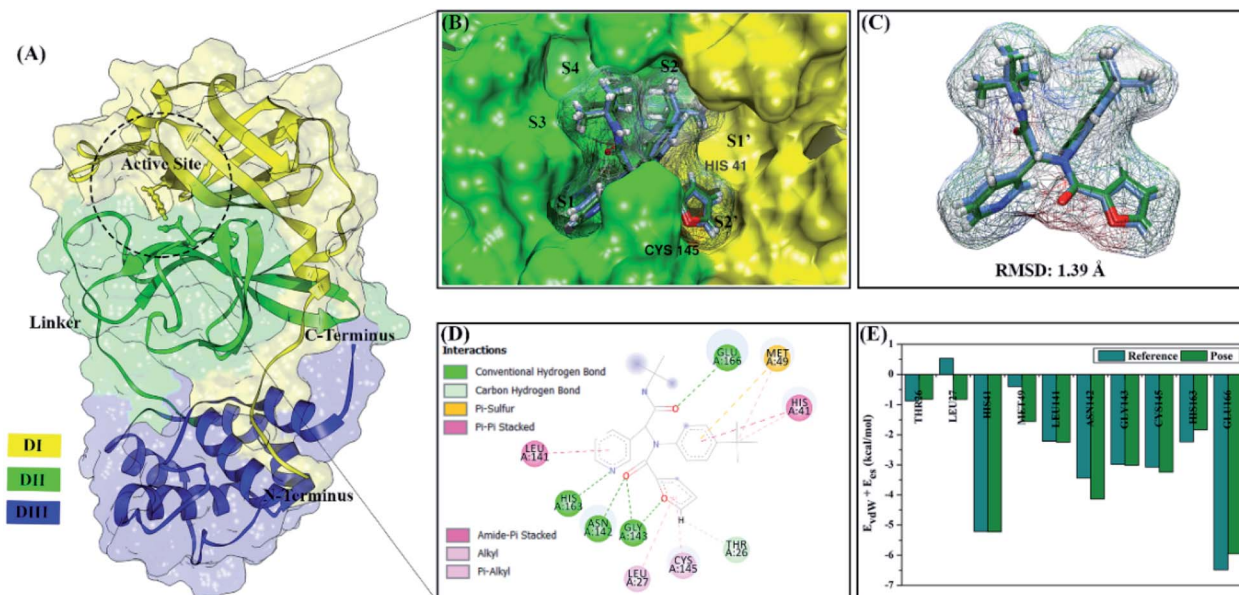 (A)
Active Site
Linker
C-Terminus
N-Terminus
DI
DII
DIII
(B)
S4
S2
S3
S1'
HIS 41
S1
S2'
CYS 145
(C)
RMSD: 1.39 Å
(D)
Interactions
Conventional Hydrogen Bond
Carbon Hydrogen Bond
Pi-Sulfur
Pi-Pi Stacked
Amide-Pi Stacked
Alkyl
Pi-Alkyl
GLU
A:166
MET
A:49
HIS
A:41
LEU
A:141
HIS
A:163
ASN
A:142
GLY
A:143
LEU
A:27
CYS
A:145
THR
A:26
N
O
N
N
O
O
H
(E)
Reference
Pose
1
0
-1
-2
-3
-4
-5
-6
-7
EvdW + Ees (kcal/mol)
THR26
LEU27
HIS41
MET49
LEU141
ASN142
GLY143
CYS145
HIS163
GLU166